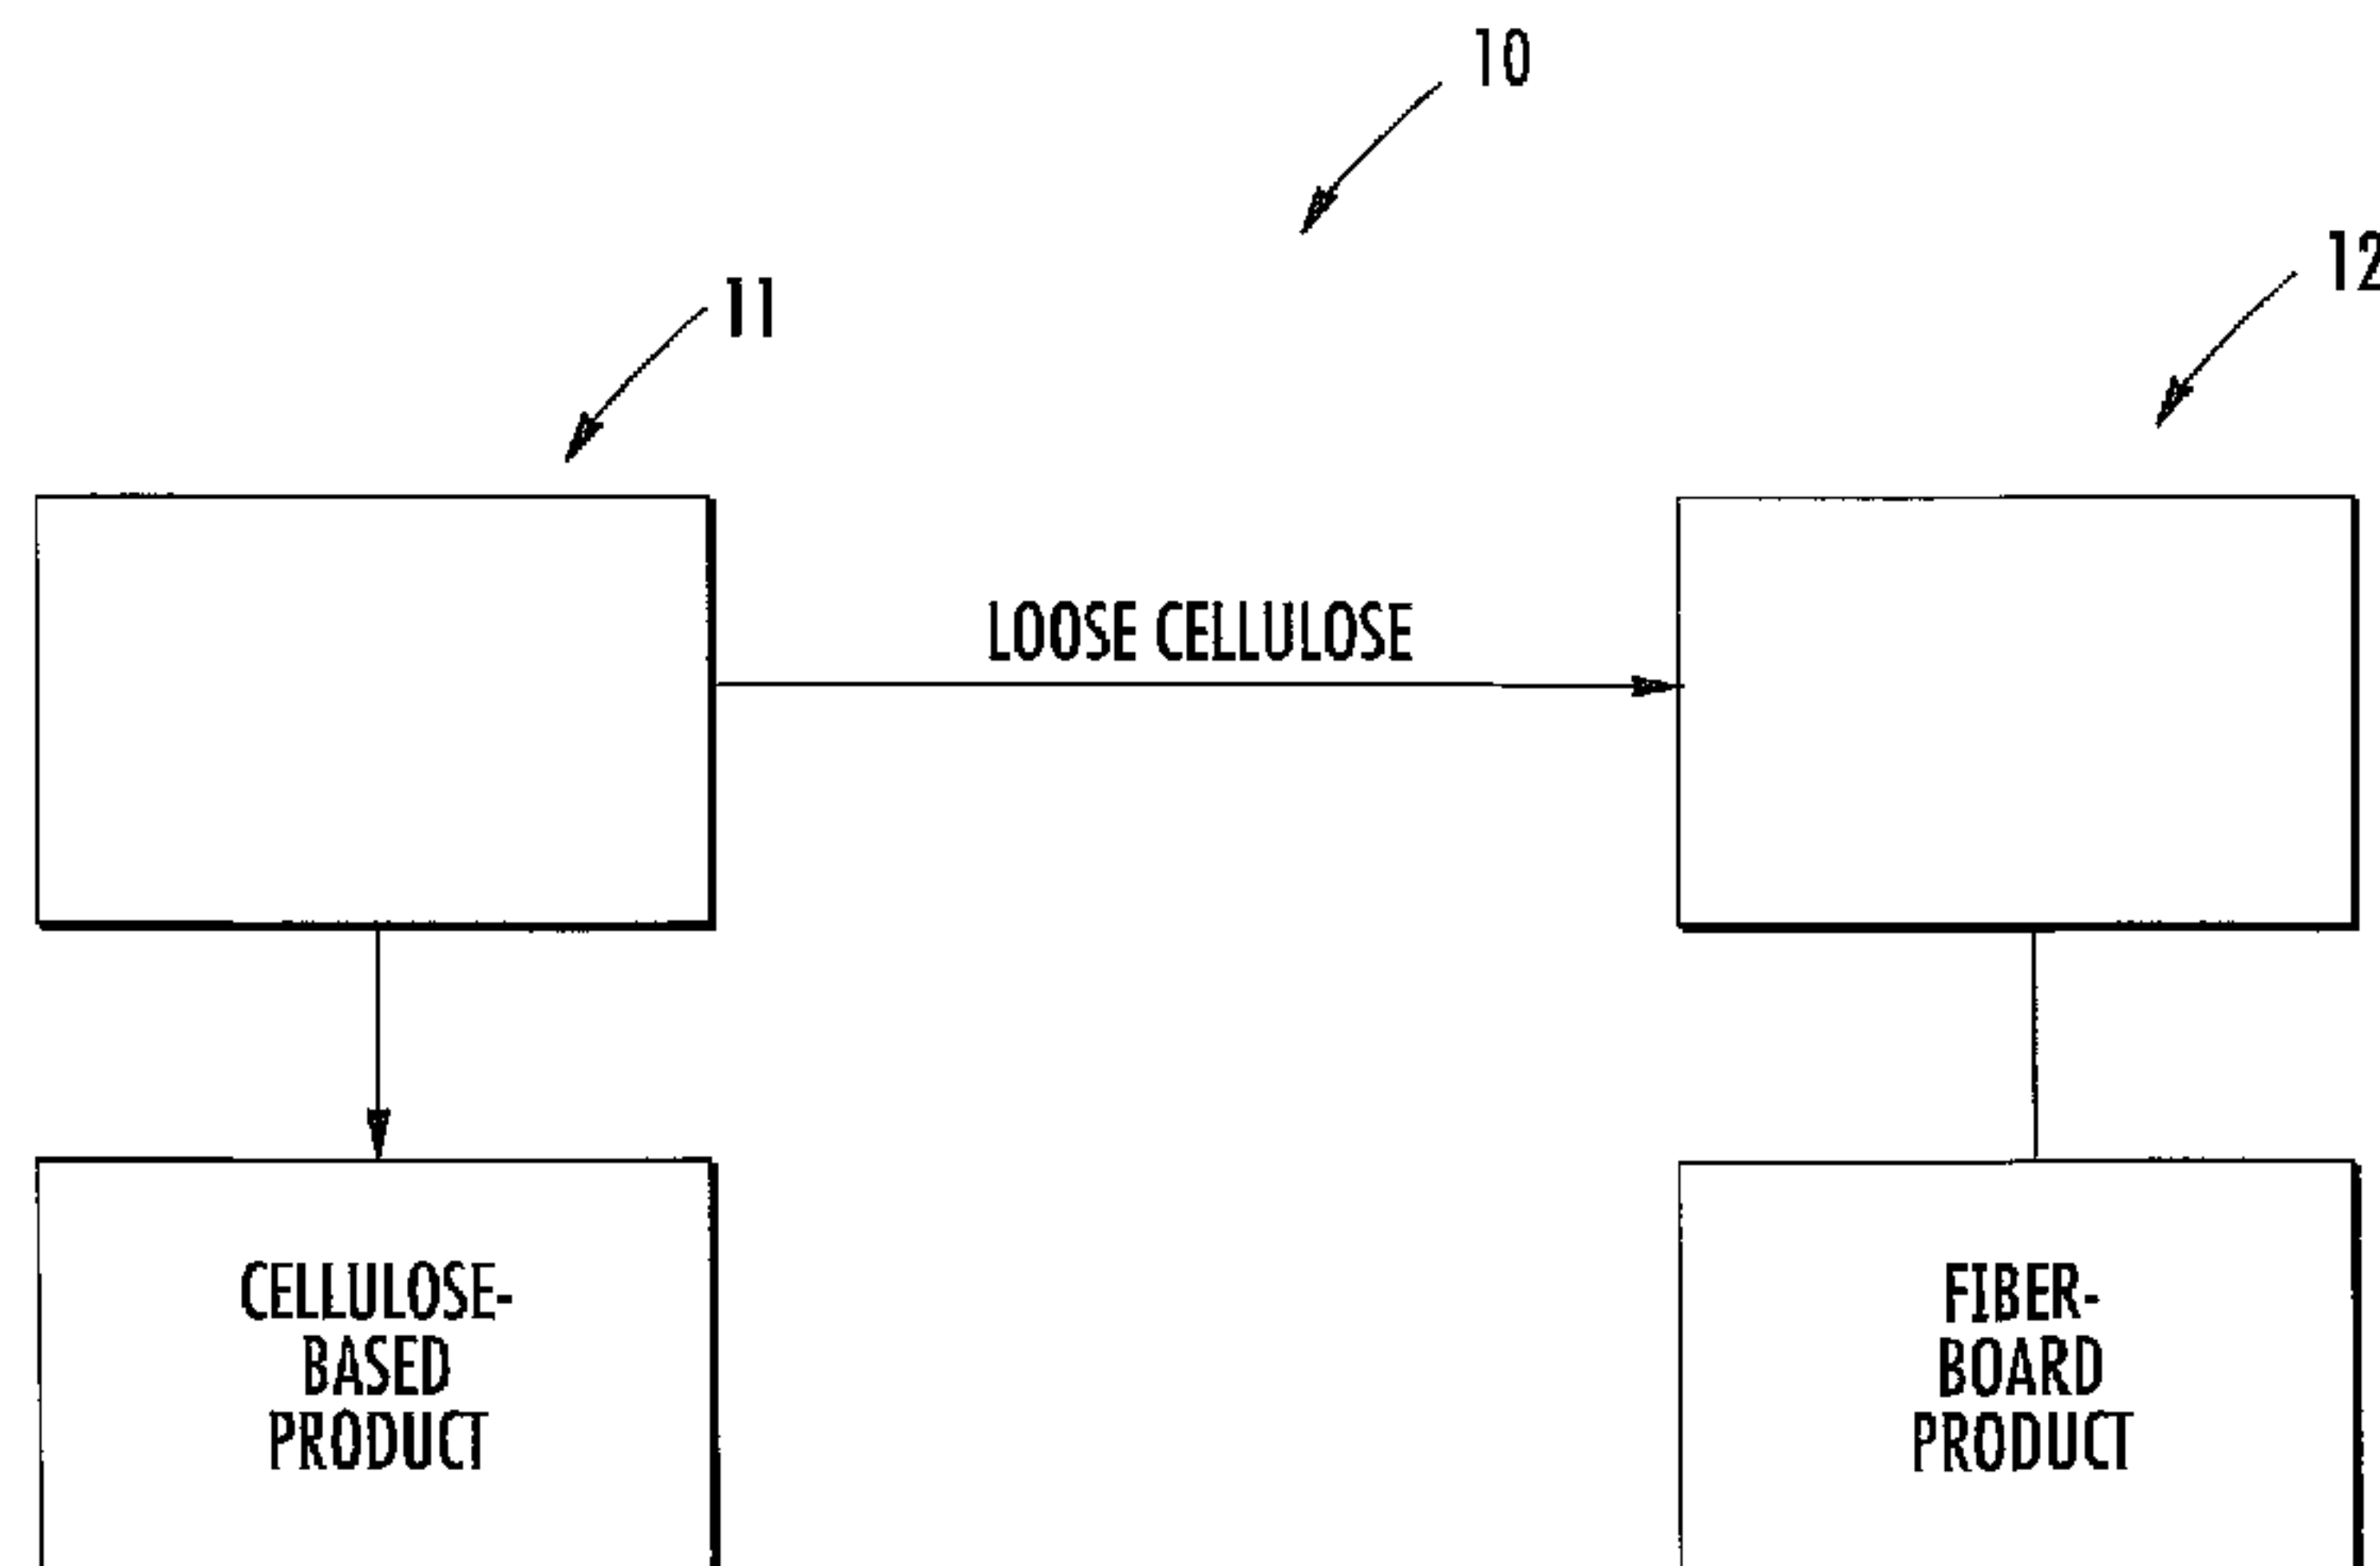 10
11
12
LOOSE CELLULOSE
CELLULOSE-
BASED
PRODUCT
FIBER-
BOARD
PRODUCT